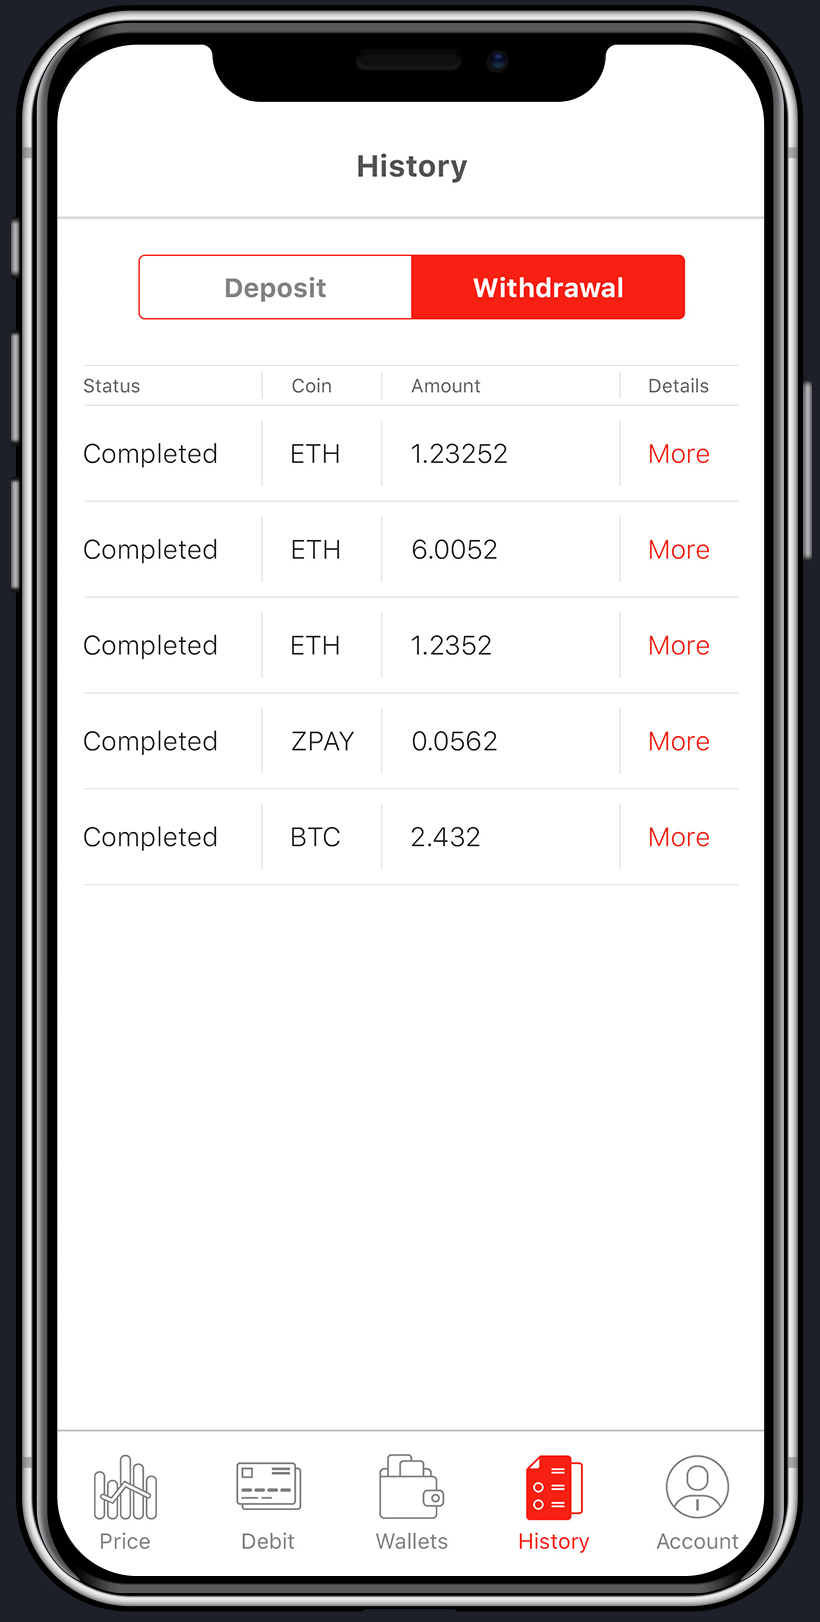 History
Deposit Withdrawal
Status Coin Amount Details
Completed ETH 1.23252 More
Completed ETH 6.0052 More
Completed ETH 1.2352 More
Completed ZPAY 0.0562 More
Completed BTC 2.432 More
Price Debit Wallets History Account